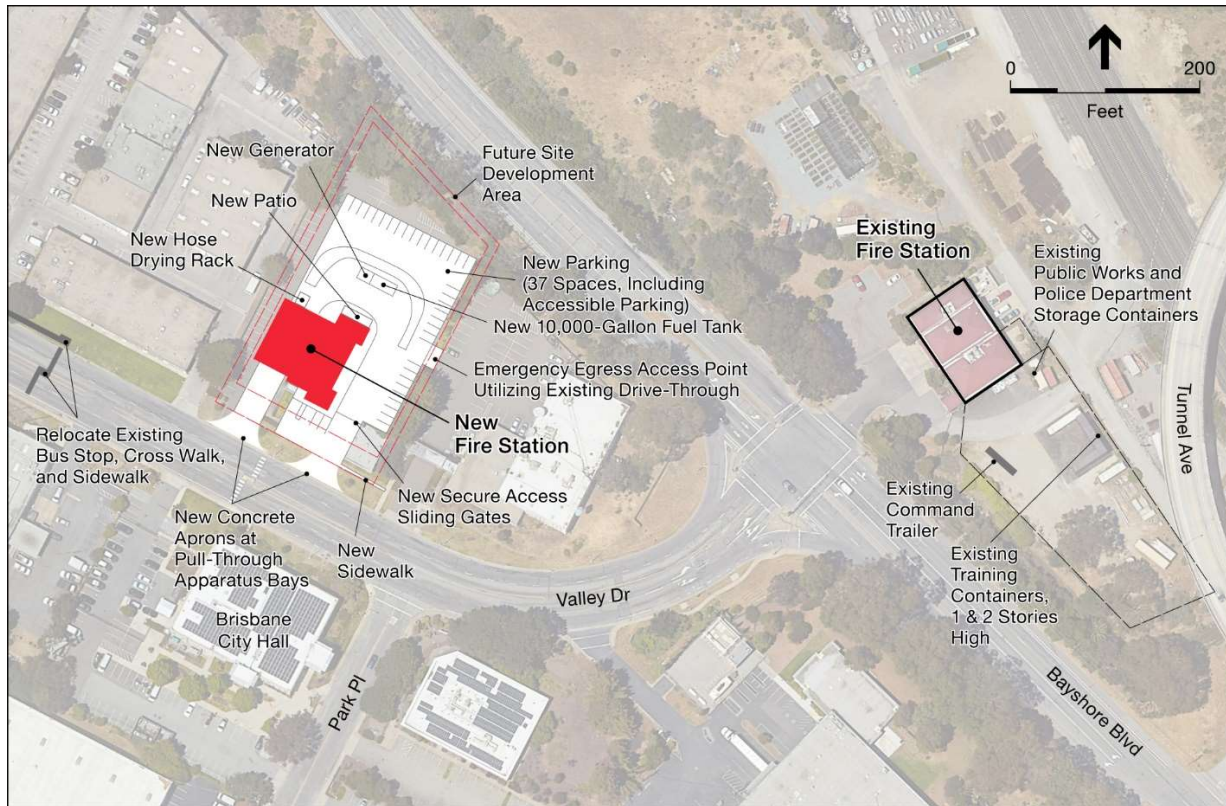 0
200
Feet
New Generator
New Patio
New Hose
Drying Rack
Future Site
Development
Area
New Parking
(37 Spaces, Including
Accessible Parking)
New 10,000-Gallon Fuel Tank
Emergency Egress Access Point
Utilizing Existing Drive-Through
New
Fire Station
New Secure Access
Sliding Gates
New
Sidewalk
Relocate Existing
Bus Stop, Cross Walk,
and Sidewalk
New Concrete
Aprons at
Pull-Through
Apparatus Bays
Brisbane
City Hall
Park Pl
Valley Dr
Existing
Fire Station
Existing
Public Works and
Police Department
Storage Containers
Existing
Command
Trailer
Existing
Training
Containers,
1 & 2 Stories
High
Tunnel Ave
Bayshore Blvd